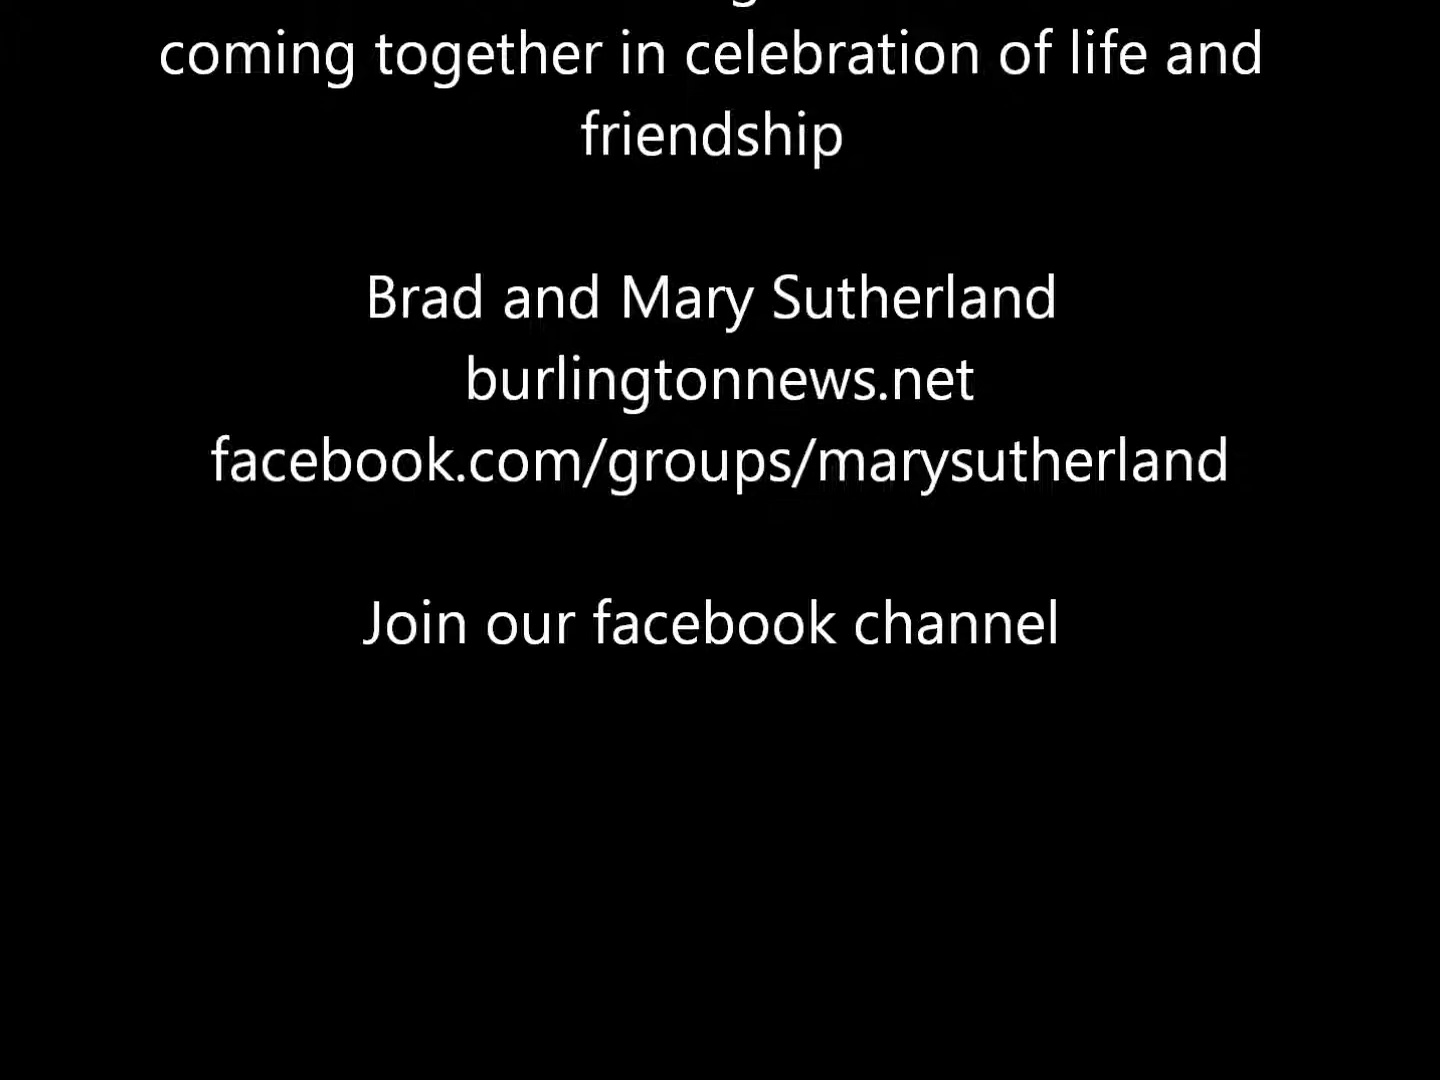 coming together in celebration of life and
friendship
Brad and Mary Sutherland
burlingtonnews.net
facebook.com/groups/marysutherland
Join our facebook channel